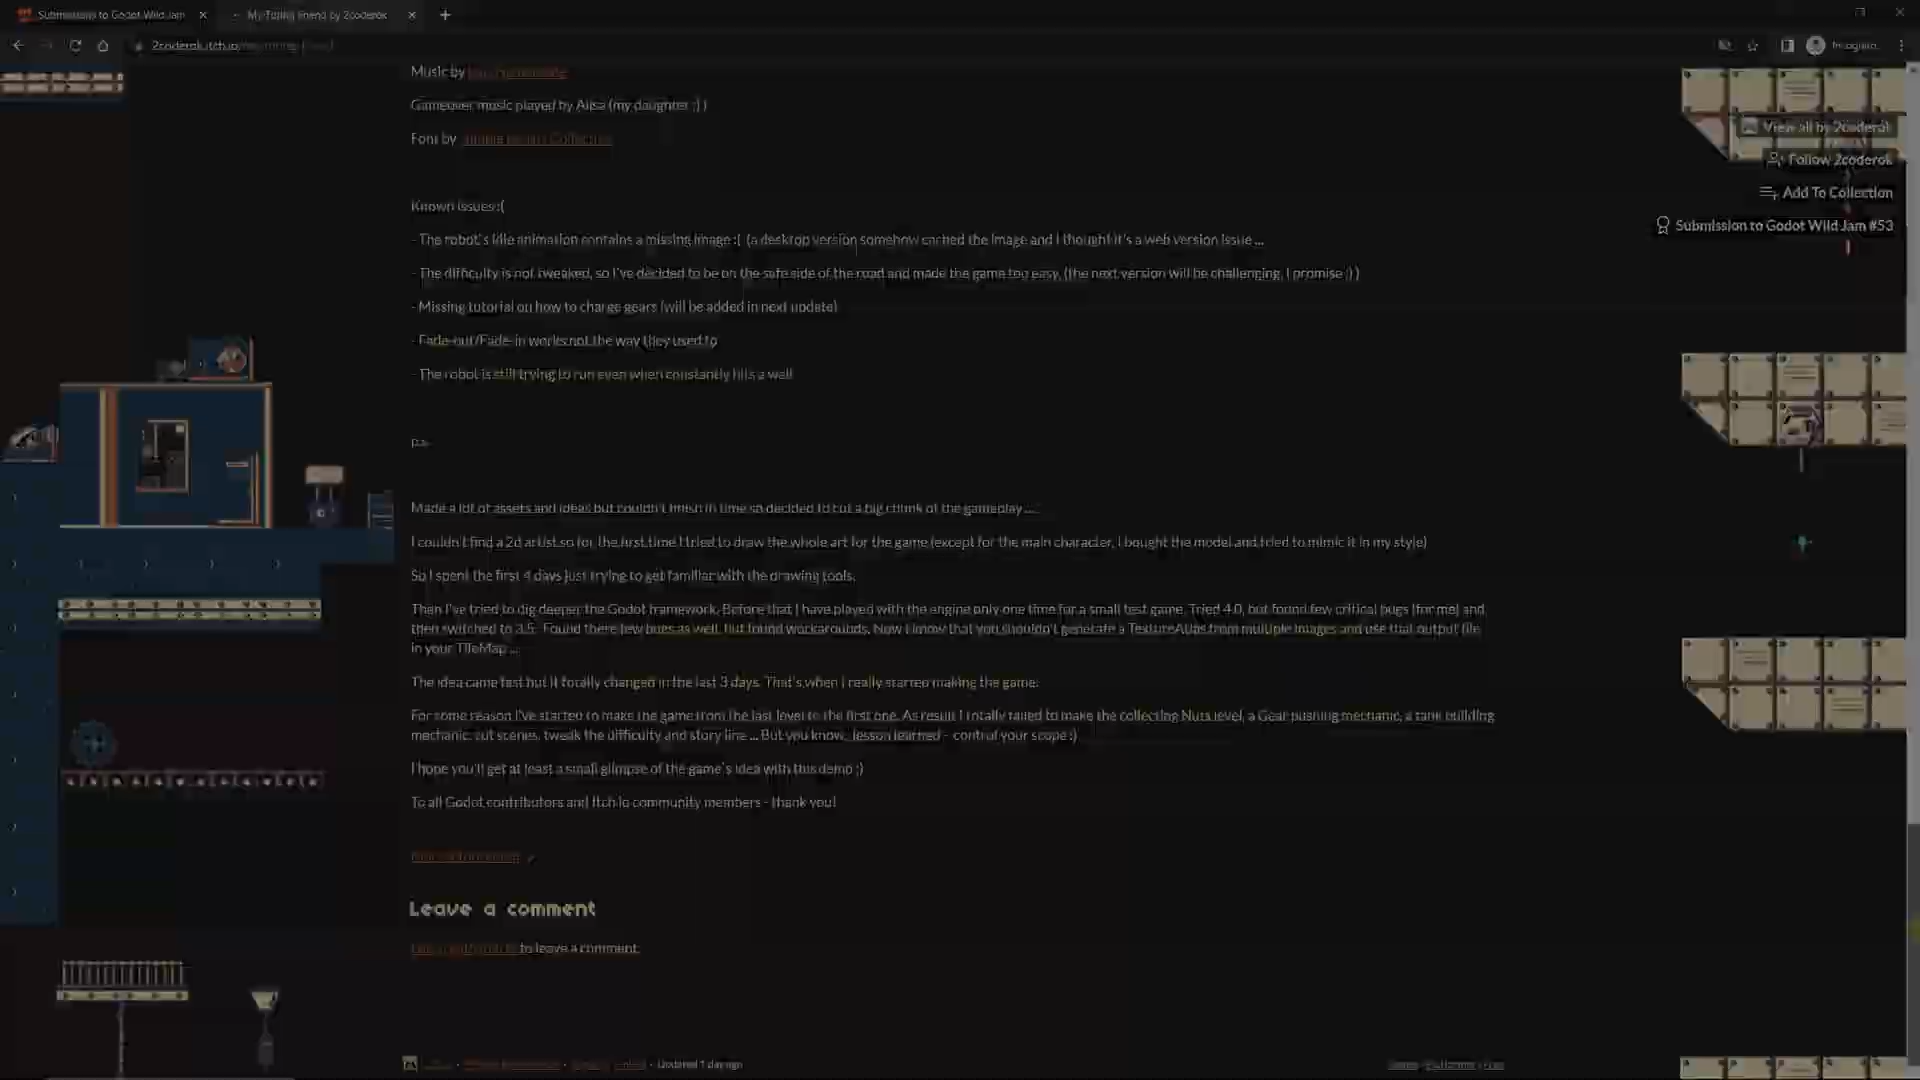 Submissions to Godot Wild Jam
My Turing Friend by 2coderok
2coderok.itch.io
Incognito
Music by
Gameover music played by Alisa (my daughter ;) )
Font by
View all by 2coderok
Follow 2coderok
Add To Collection
Submission to Godot Wild Jam #53
Known issues :(
- The robot's idle animation contains a missing image :( (a desktop version somehow cached the image and I thought it's a web version issue ...
- The difficulty is not tweaked, so I've decided to be on the safe side of the road and made the game too easy. (the next version will be challenging, I promise ;) )
- Missing tutorial on how to charge gears (will be added in next update)
- Fade-out/Fade-in works not the way they used to
- The robot is still trying to run even when constantly hits a wall
Made a lot of assets and ideas but couldn't finish in time so decided to cut a big chunk of the gameplay ...
I couldn't find a 2d artist so for the first time I tried to draw the whole art for the game (except for the main character, I bought the model and tried to mimic it in my style)
So I spent the first 4 days just trying to get familiar with the drawing tools.
Then I've tried to dig deeper the Godot framework. Before that I have played with the engine only one time for a small test game. Tried 4.0, but found few critical bugs (for me) and
then switched to 3.5. Found there few bugs as well, but found workarounds. Now I know that you shouldn't generate a TextureAtlas from multiple images and use that output file
in your TileMap ...
The idea came fast but it totally changed in the last 3 days. That's when I really started making the game.
For some reason I've started to make the game from the last level to the first one. As result I totally failed to make the collecting Nuts level, a Gear pushing mechanic, a tank building
mechanic, cut scenes, tweak the difficulty and story line ... But you know, lesson learned - control your scope :)
I hope you'll get at least a small glimpse of the game's idea with this demo ;)
To all Godot contributors and Itch.io community members - thank you!
Leave a comment
to leave a comment.
Updated 1 day ago